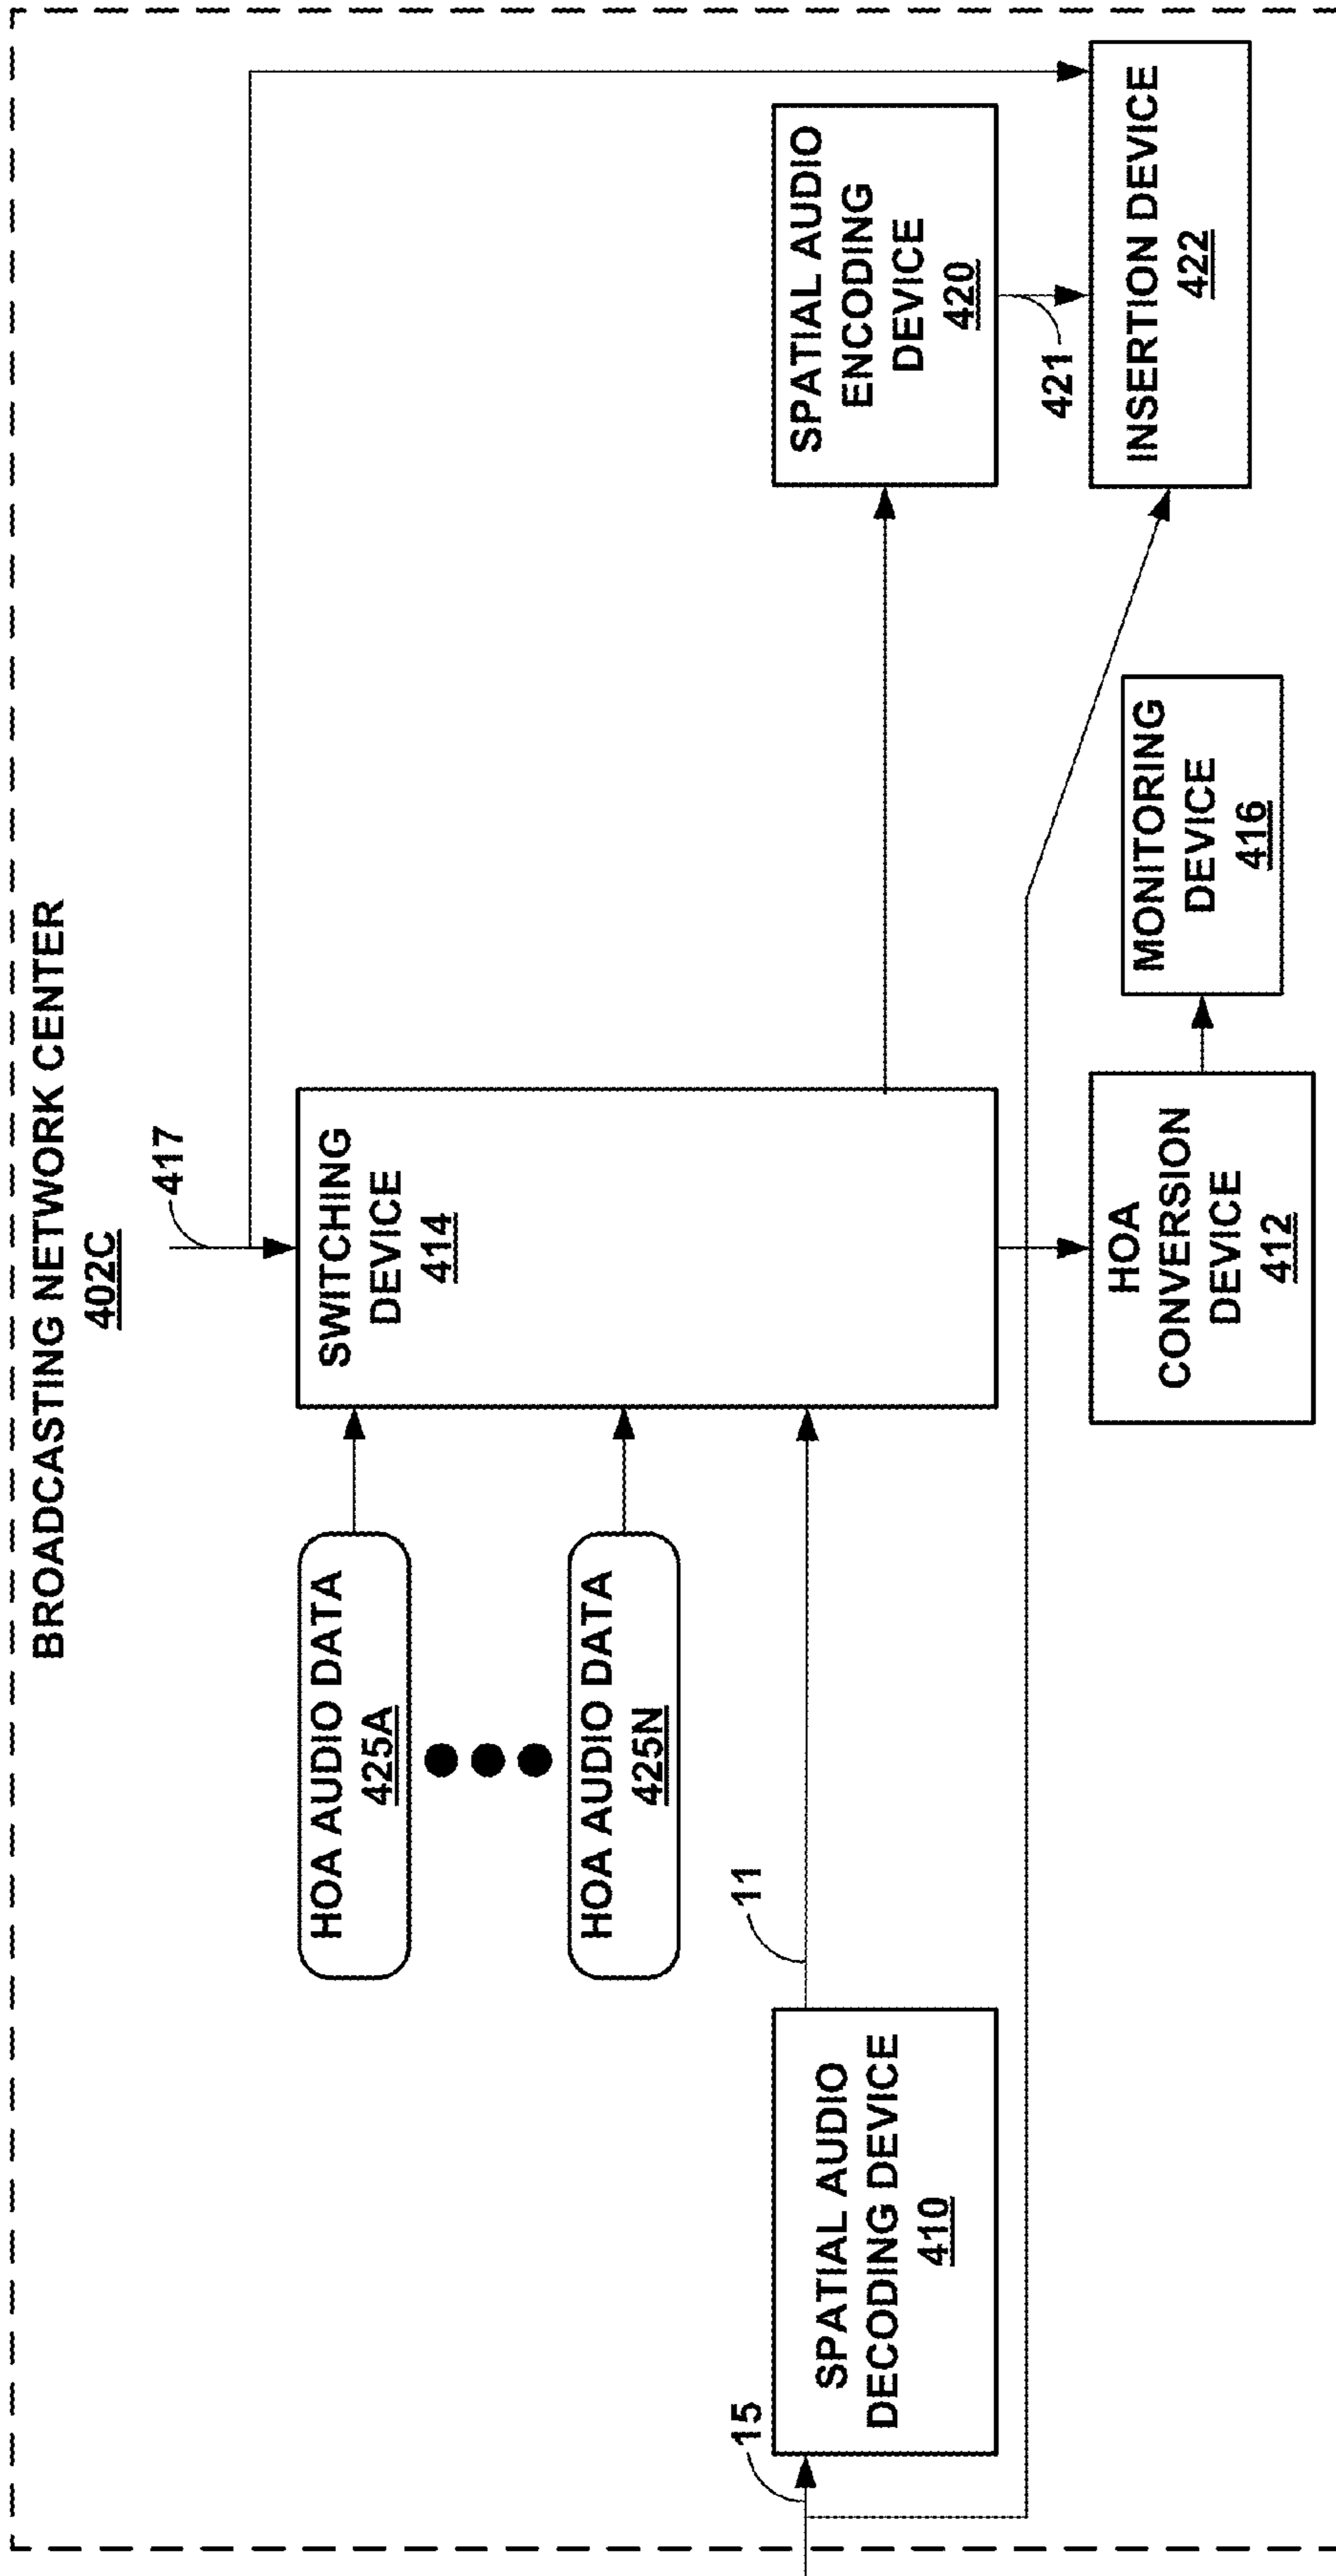 BROADCASTING NETWORK CENTER
402C
417
HOA AUDIO DATA
425A
HOA AUDIO DATA
425N
SWITCHING
DEVICE
414
15
SPATIAL AUDIO
DECODING DEVICE
410
11
SPATIAL AUDIO
ENCODING
DEVICE
420
421
HOA
CONVERSION
DEVICE
412
MONITORING
DEVICE
416
INSERTION DEVICE
422